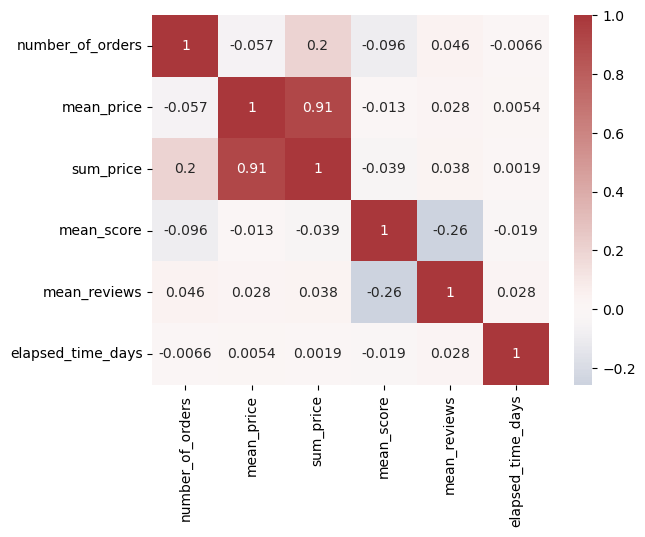 number_of_orders 1 -0.057 0.2 -0.096 0.046 -0.0066
mean_price -0.057 1 0.91 -0.013 0.028 0.0054
sum_price 0.2 0.91 1 -0.039 0.038 0.0019
mean_score -0.096 -0.013 -0.039 1 -0.26 -0.019
mean_reviews 0.046 0.028 0.038 -0.26 1 0.028
elapsed_time_days -0.0066 0.0054 0.0019 -0.019 0.028 1
number_of_orders
mean_price
sum_price
mean_score
mean_reviews
elapsed_time_days
1.0
0.8
0.6
0.4
0.2
0.0
−0.2